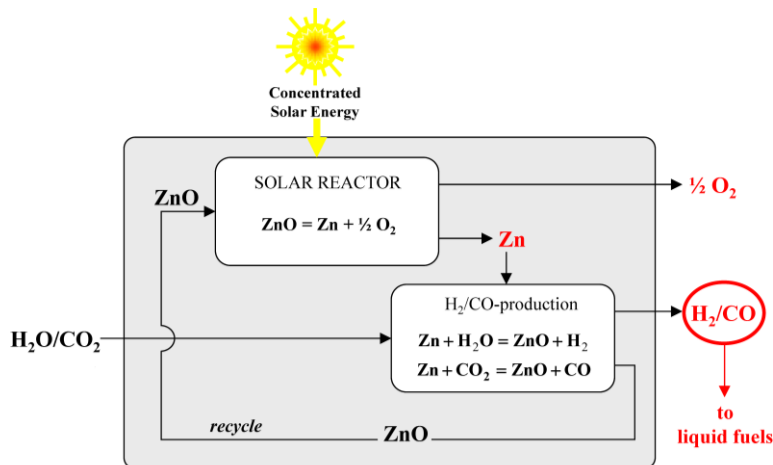 Concentrated
Solar Energy
SOLAR REACTOR
ZnO = Zn + ½ O₂
ZnO
½ O₂
Zn
H₂/CO-production
Zn + H₂O = ZnO + H₂
Zn + CO₂ = ZnO + CO
H₂O/CO₂
H₂/CO
to
liquid fuels
recycle
ZnO